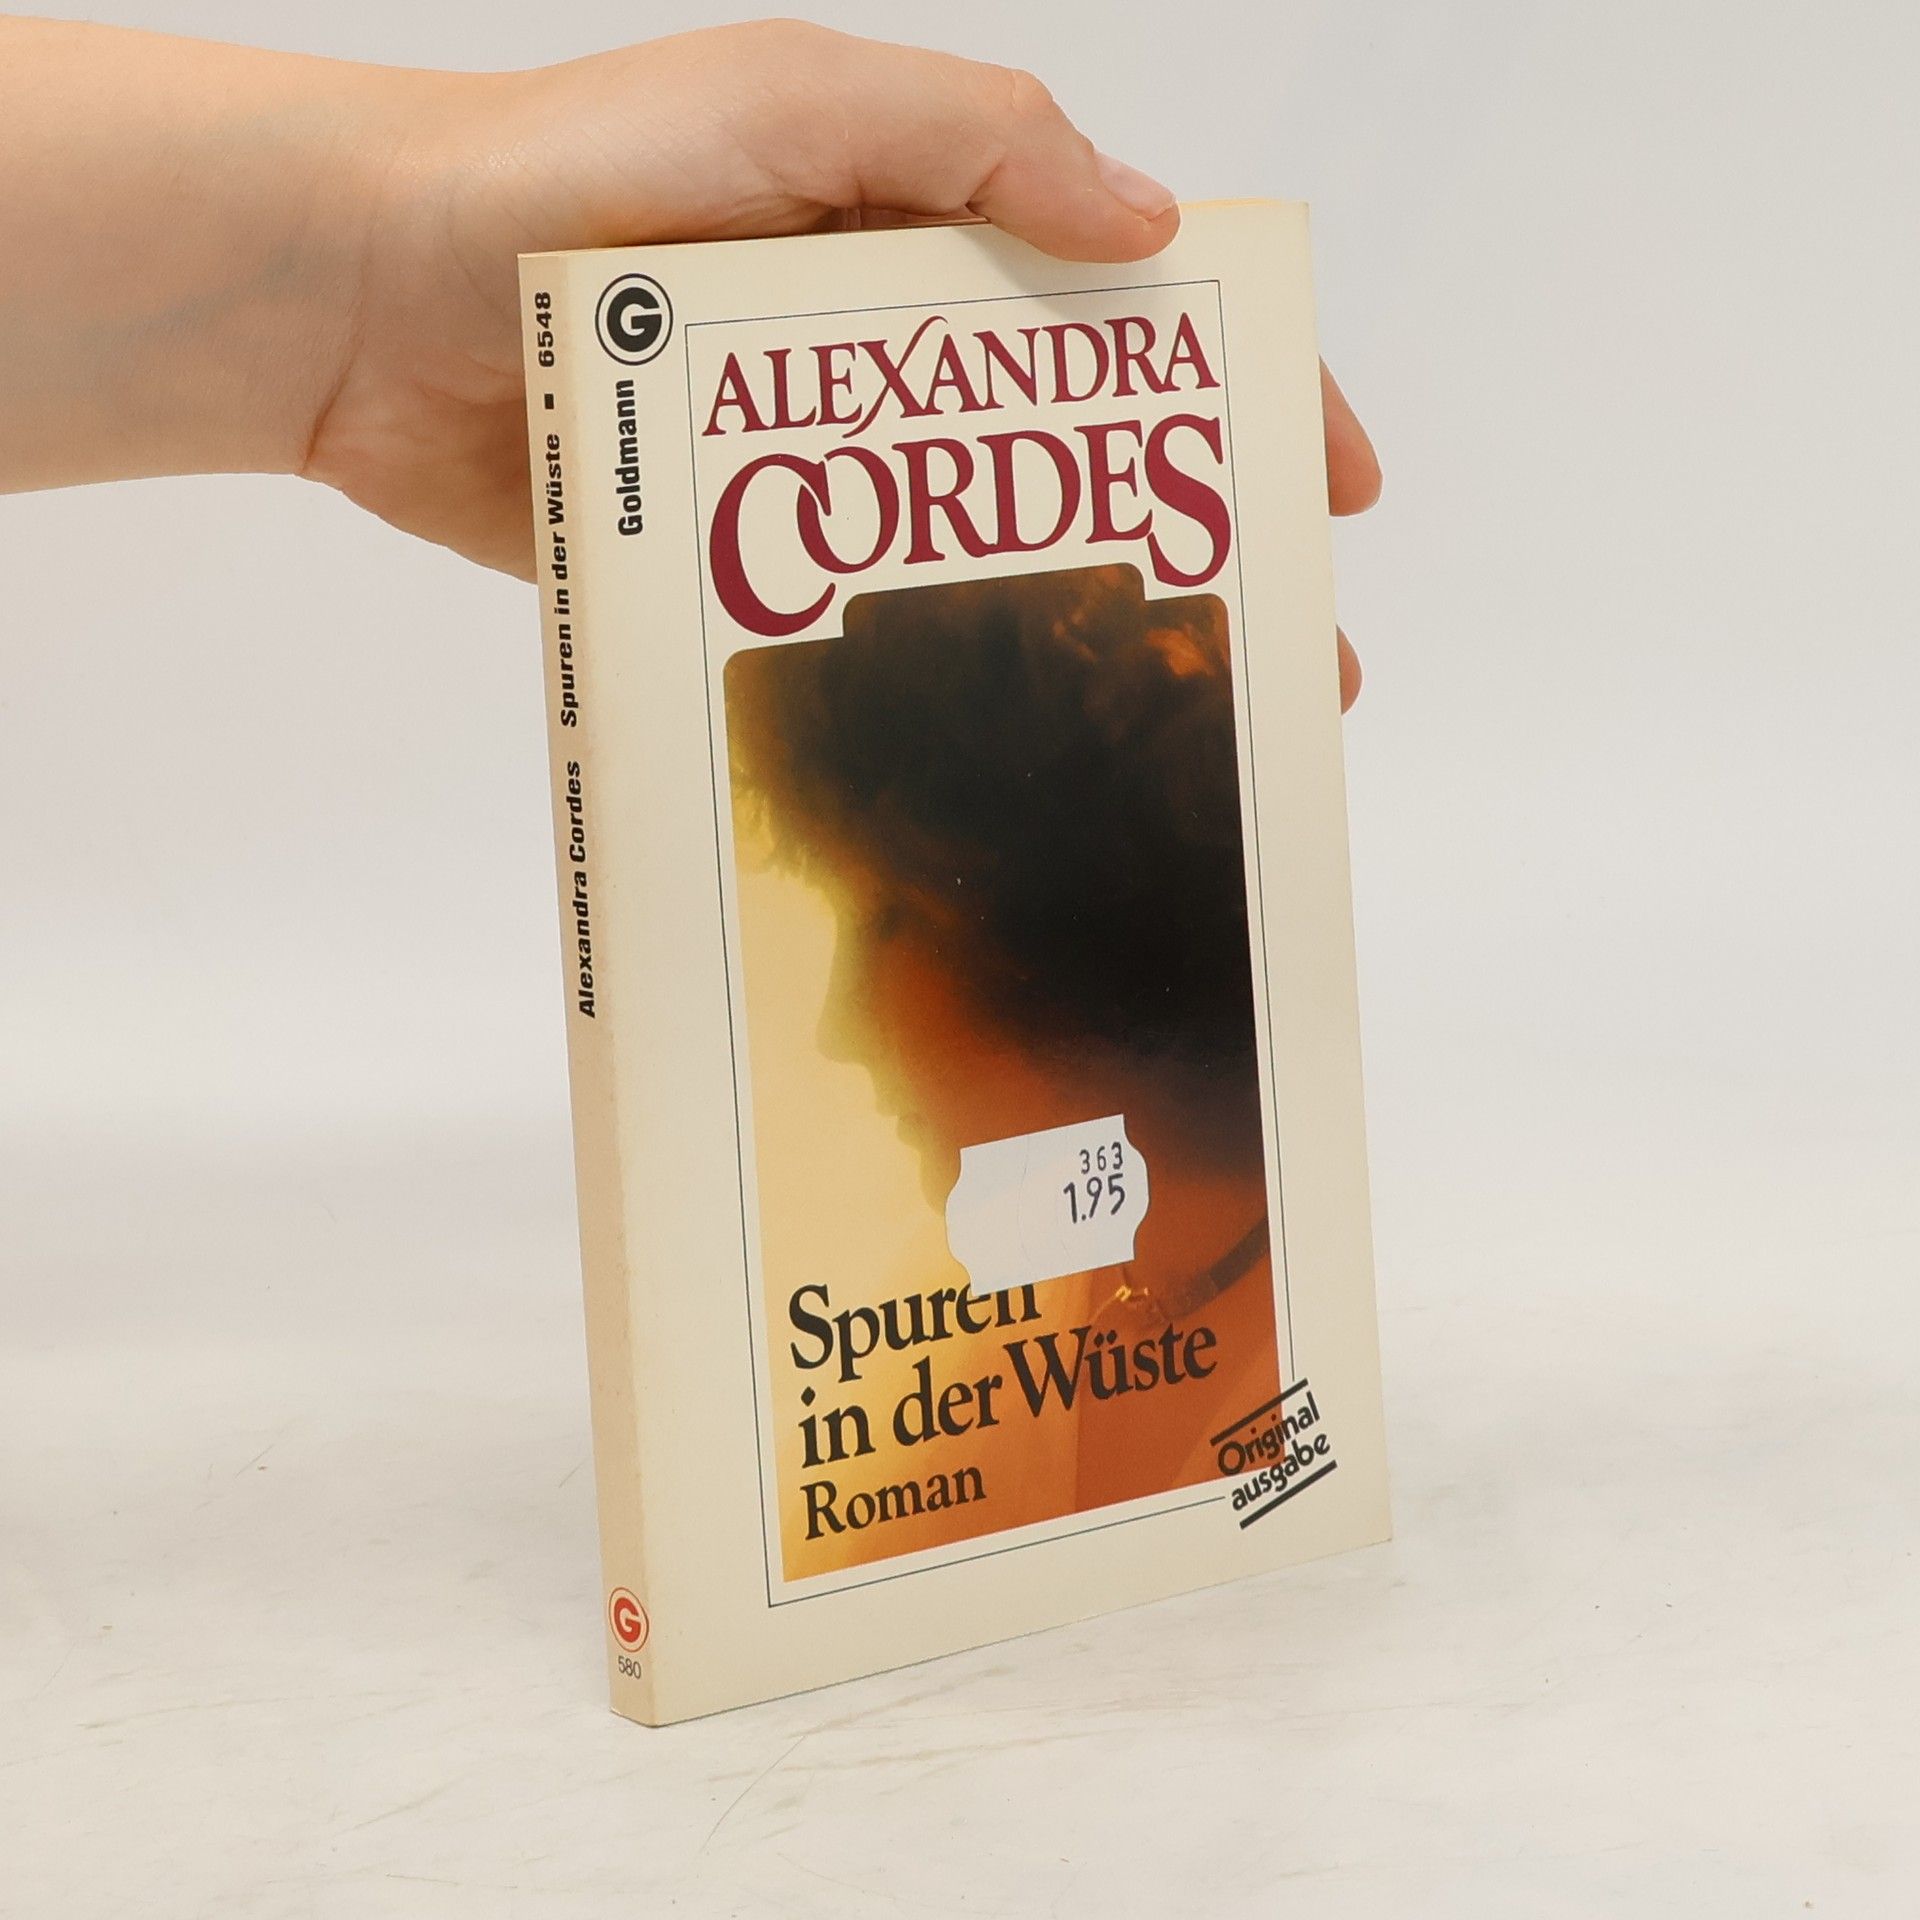 Alexandra Cordes Spuren in der Wüste ▪ 6548
G
580
G
Goldmann
ALEXANDRA
CORDES
363
1.95
Spuren
in der Wüste
Roman
Original
ausgabe